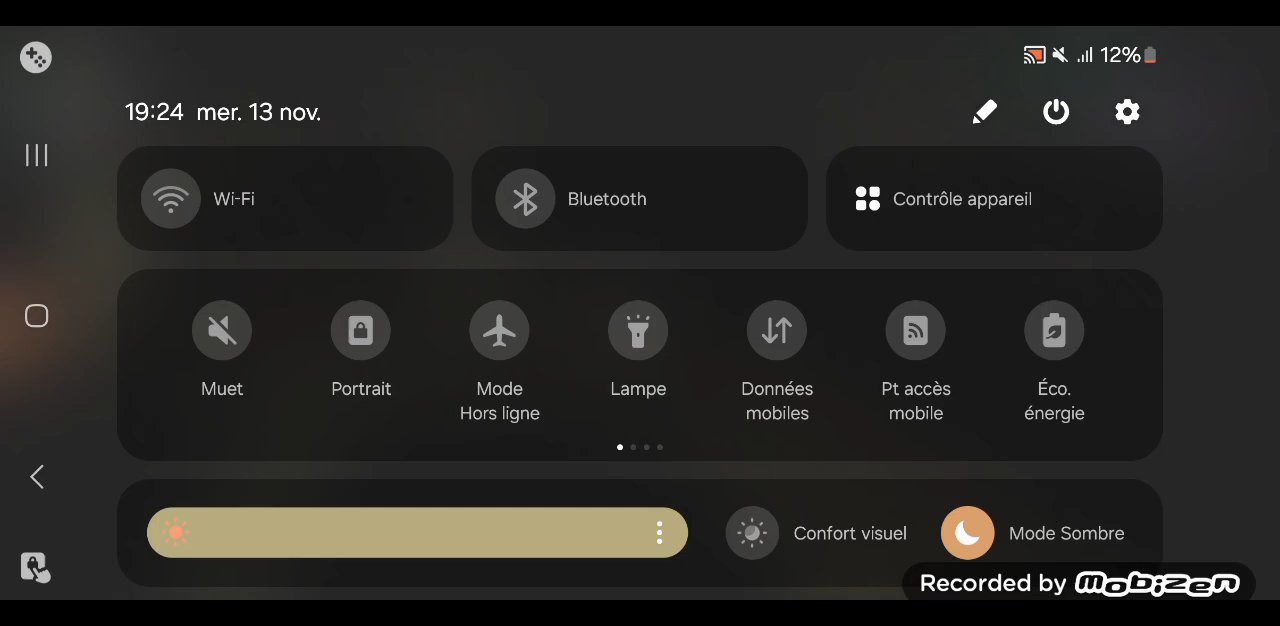 12%
19:24 mer. 13 nov.
Wi-Fi
Bluetooth
Contrôle appareil
Muet
Portrait
Mode
Hors ligne
Lampe
Données
mobiles
Pt accès
mobile
Éco.
énergie
Confort visuel
Mode Sombre
Recorded by mobizen